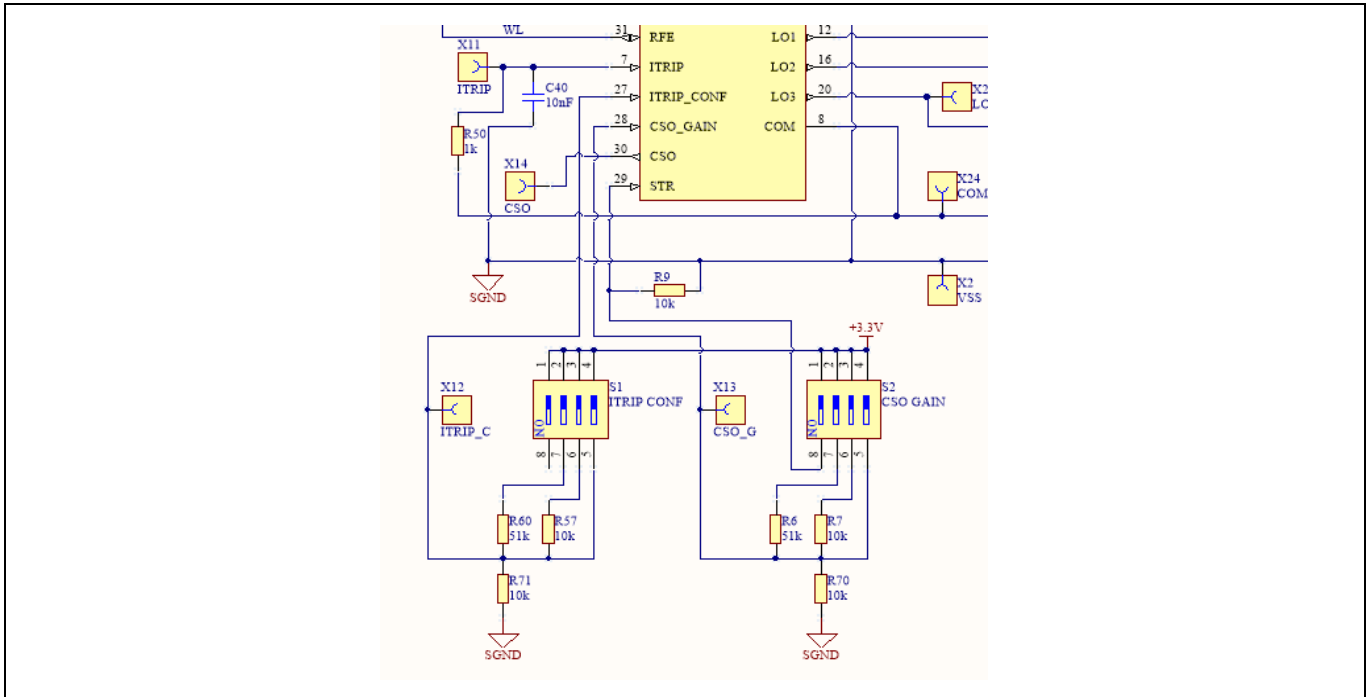 31
WL
RFE
LO1
12
X11
ITRIP
7
ITRIP
LO2
16
C40
10nF
27
ITRIP_CONF
LO3
20
X2
LO
R50
1k
28
CSO_GAIN
COM
8
X14
CSO
30
CSO
29
STR
X24
COM
SGND
R9
10k
X2
VSS
+3.3V
1
2
3
4
1
2
3
4
X12
ITRIP_C
S1
ITRIP CONF
NO
X13
CSO_G
S2
CSO GAIN
NO
8
7
6
5
8
7
6
5
R60
51k
R57
10k
R6
51k
R7
10k
R71
10k
R70
10k
SGND
SGND